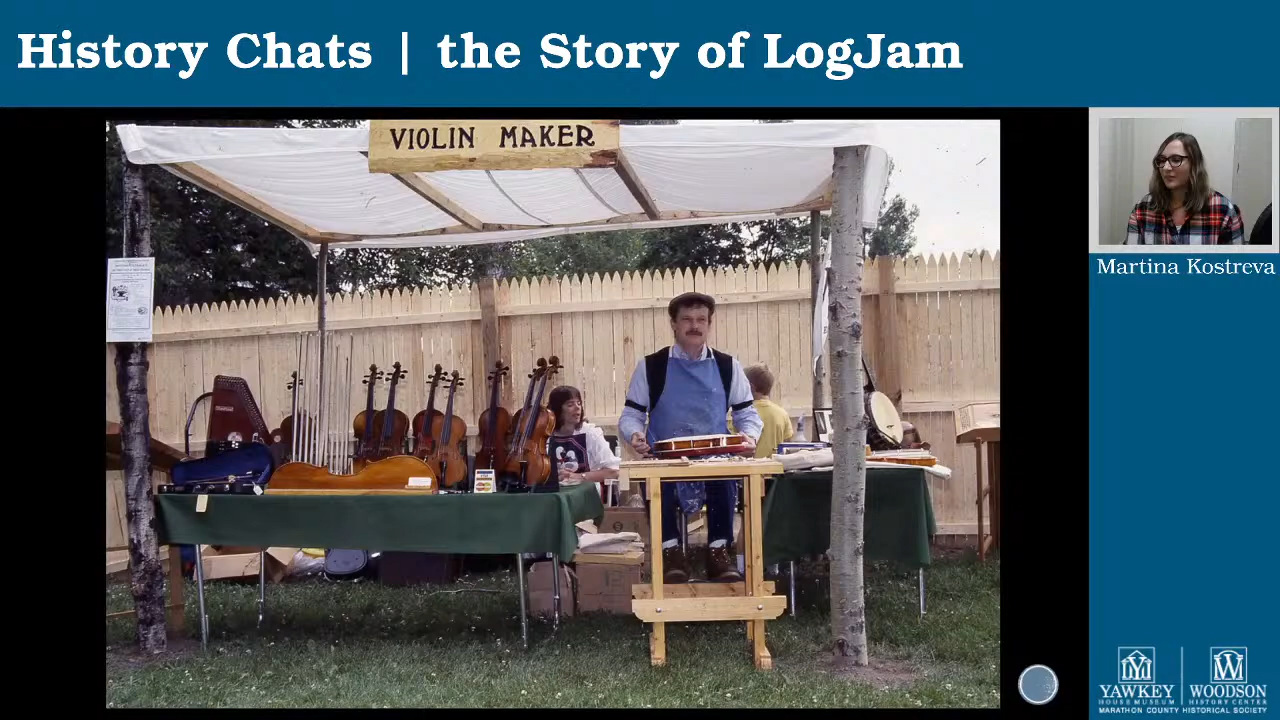 History Chats | the Story of LogJam
VIOLIN MAKER
Martina Kostreva
YAWKEY
HOUSE MUSEUM
WOODSON
HISTORY CENTER
MARATHON COUNTY HISTORICAL SOCIETY